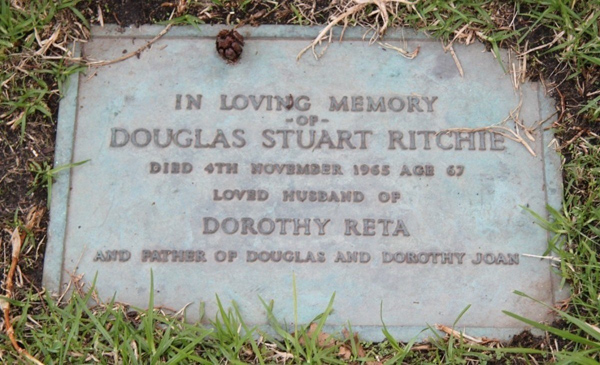 IN LOVING MEMORY
-OF-
DOUGLAS STUART RITCHIE
DIED 4TH NOVEMBER 1965 AGE 67
LOVED HUSBAND OF
DOROTHY RETA
AND FATHER OF DOUGLAS AND DOROTHY JOAN